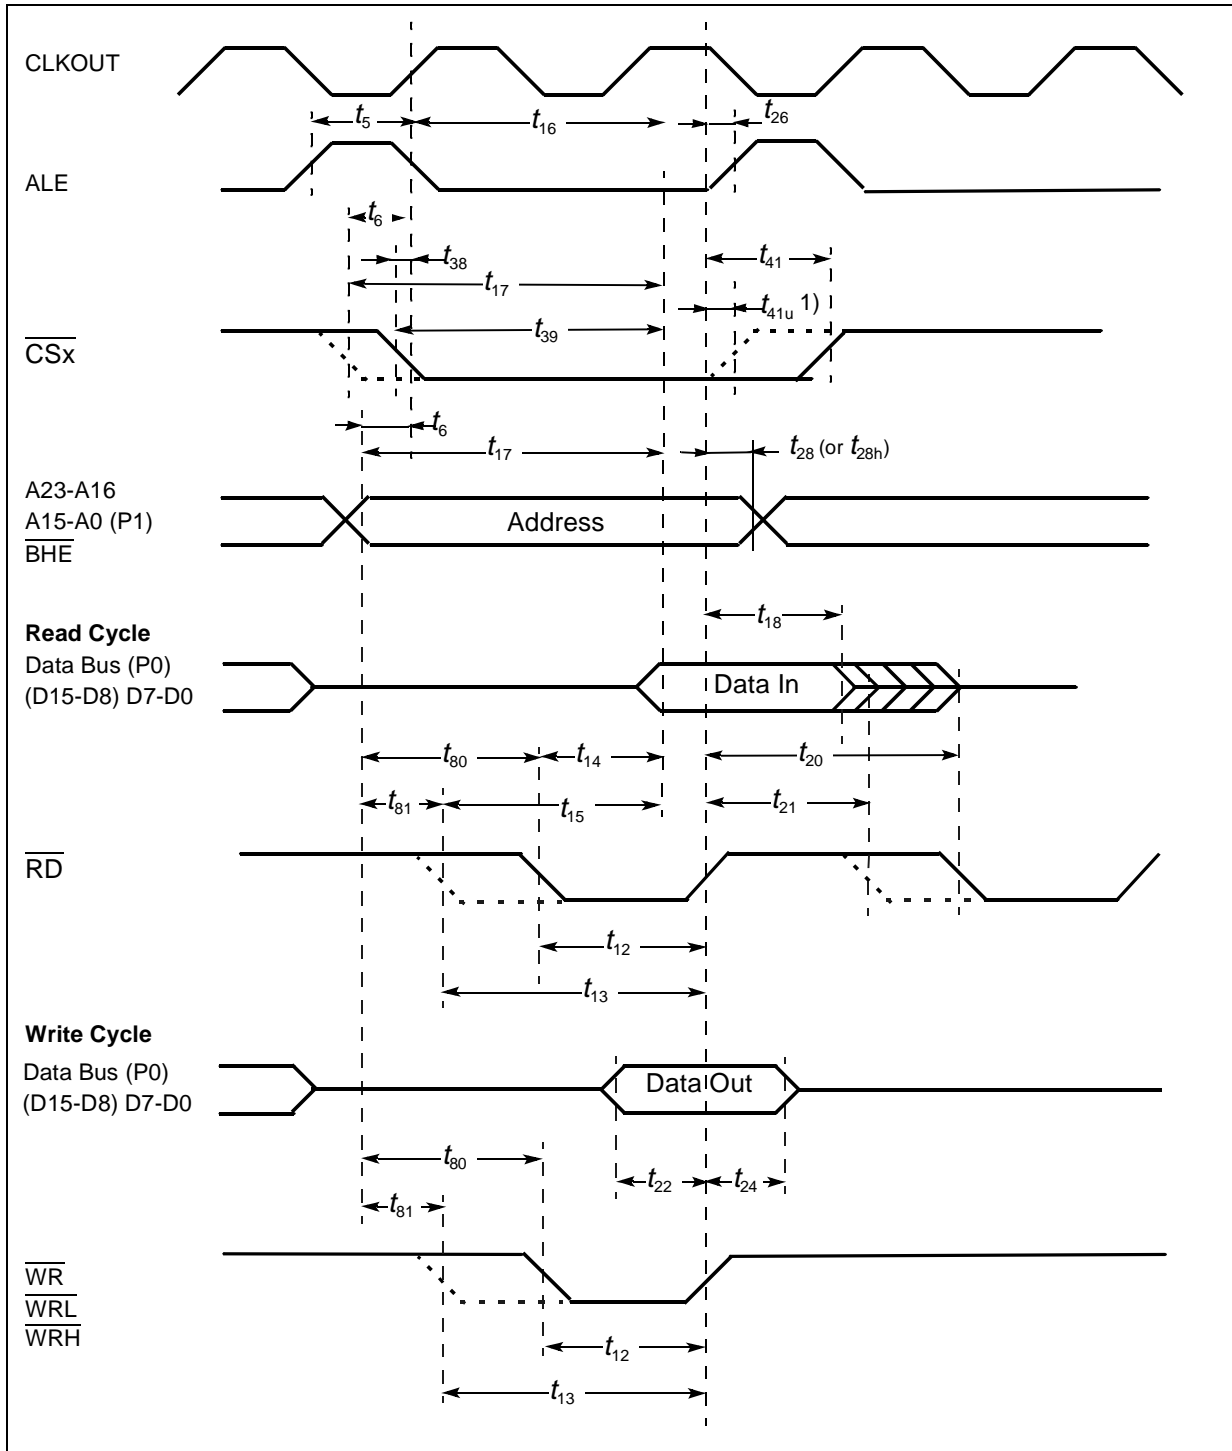 CLKOUT
t5
t16
t26
ALE
t6
t38
t41
t17
t41u 1)
t39
CSx
t6
t17
t28 (or t28h)
A23-A16
A15-A0 (P1)
Address
BHE
t18
Read Cycle
Data Bus (P0)
(D15-D8) D7-D0
Data In
t80
t14
t20
t81
t15
t21
RD
t12
t13
Write Cycle
Data Bus (P0)
(D15-D8) D7-D0
Data Out
t80
t22
t24
t81
WR
WRL
WRH
t12
t13